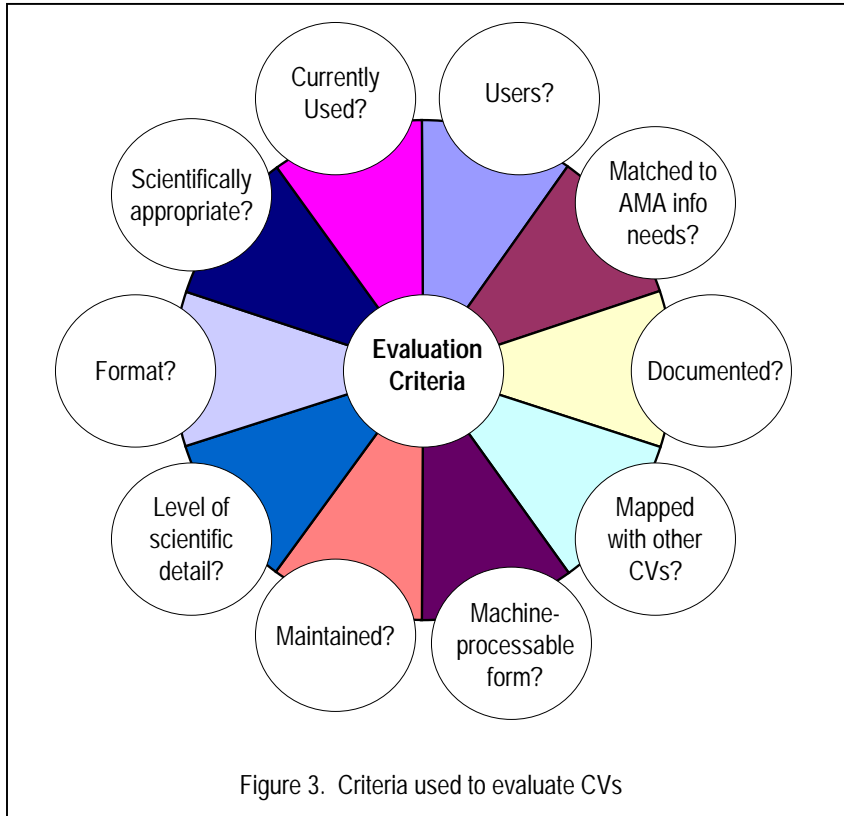 Currently
Used?
Users?
Scientifically
appropriate?
Matched to
AMA info
needs?
Format?
Evaluation
Criteria
Documented?
Level of
scientific
detail?
Mapped
with other
CVs?
Maintained?
Machine-
processable
form?
Figure 3. Criteria used to evaluate CVs